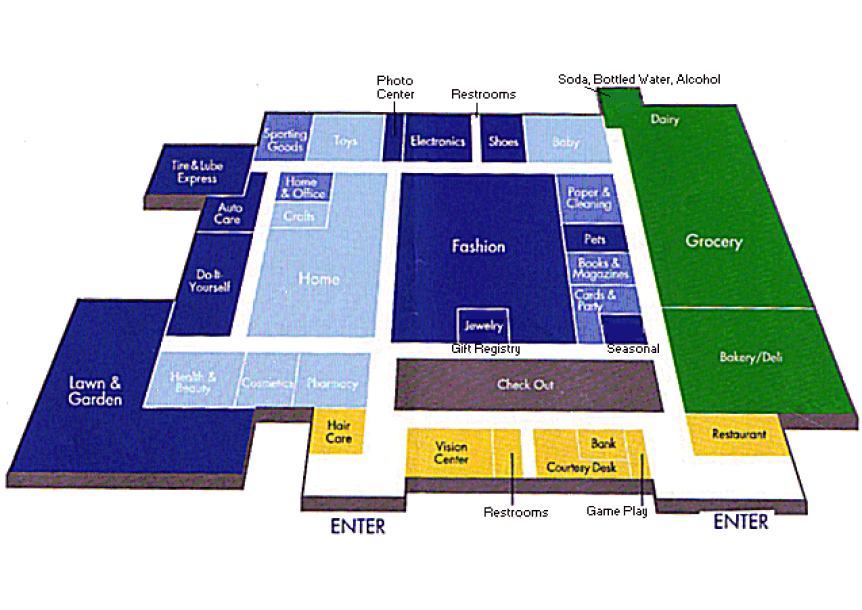 Soda, Bottled Water, Alcohol
Photo
Center
Restrooms
Dairy
Sporting
Goods
Toys
Electronics
Shoes
Baby
Tire & Lube
Express
Home
& Office
Paper &
Cleaning
Auto
Care
Crafts
Fashion
Pets
Grocery
Do-It-
Yourself
Home
Books &
Magazines
Cards &
Party
Jewelry
Gift Registry
Seasonal
Bakery/Deli
Lawn &
Garden
Health &
Beauty
Cosmetics
Pharmacy
Check Out
Hair
Care
Vision
Center
Bank
Courtesy Desk
Restaurant
Restrooms
Game Play
ENTER
ENTER